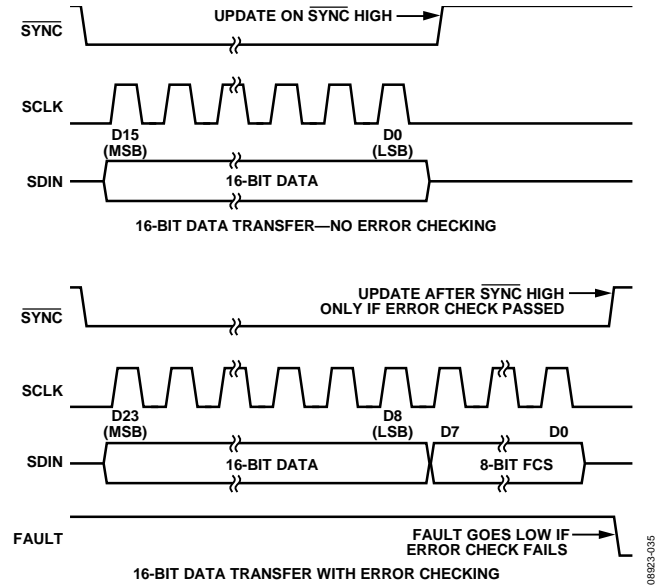 UPDATE ON SYNC HIGH
SYNC
SCLK
D15
(MSB)
D0
(LSB)
SDIN
16-BIT DATA
16-BIT DATA TRANSFER—NO ERROR CHECKING
UPDATE AFTER SYNC HIGH
ONLY IF ERROR CHECK PASSED
SYNC
SCLK
D23
(MSB)
D8
(LSB)
D7
D0
SDIN
16-BIT DATA
8-BIT FCS
FAULT
FAULT GOES LOW IF
ERROR CHECK FAILS
16-BIT DATA TRANSFER WITH ERROR CHECKING
08923-035